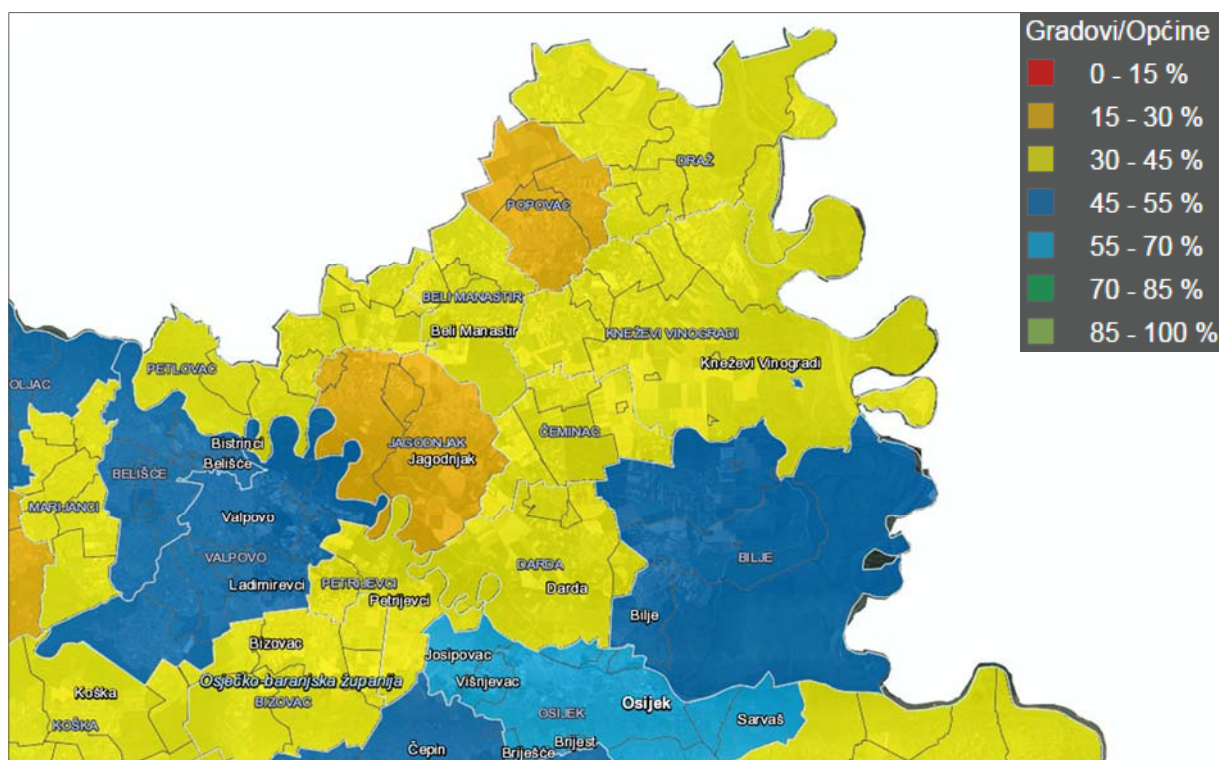 Gradovi/Općine
0 - 15 %
15 - 30 %
30 - 45 %
45 - 55 %
55 - 70 %
70 - 85 %
85 - 100 %
DRAŽ
POPOVAC
BELI MANASTIR
Beli Manastir
KNEŽEVI VINOGRADI
Kneževi Vinogradi
PETLOVAC
OLJAC
JAGODNJAK
Jagodnjak
ČEMINAC
Bistrinci
Belišće
BELIŠĆE
MARIJANCI
Valpovo
VALPOVO
Ladimirevci
PETRIJEVCI
Petrijevci
DARDA
Darda
BILJE
Bilje
Bizovac
Josipovac
Osječko-baranjska županija
Višnjevac
Koška
KOŠKA
BIZOVAC
OSIJEK
Osijek
Sarvaš
Čepin
Briješće
Brijest